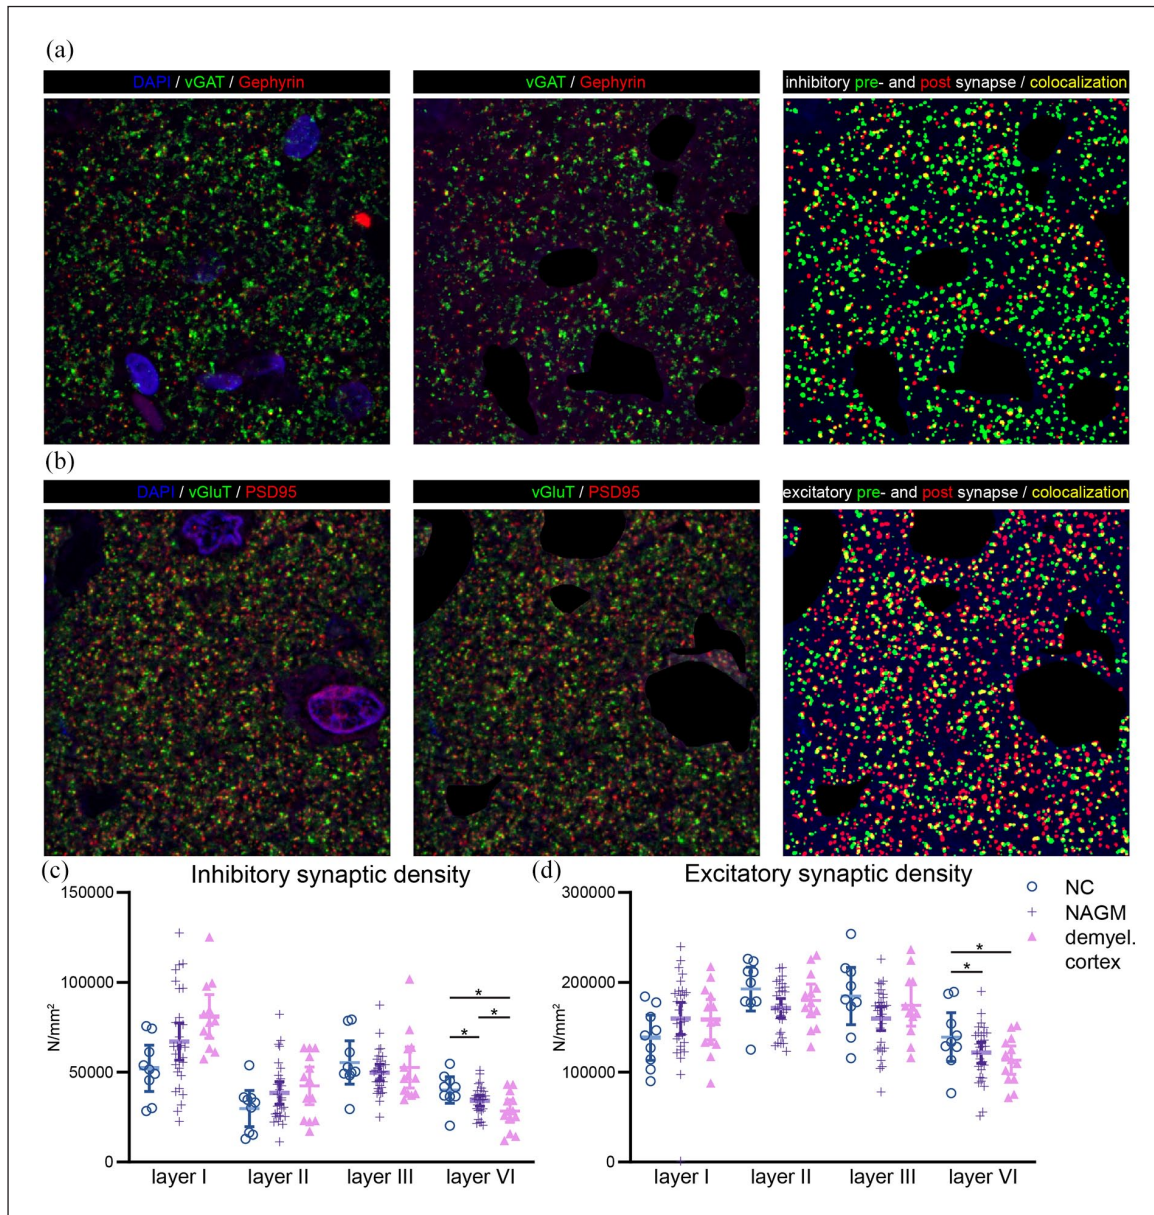 (a)
DAPI / vGAT / Gephyrin
vGAT / Gephyrin
inhibitory pre- and post synapse / colocalization
(b)
DAPI / vGluT / PSD95
vGluT / PSD95
excitatory pre- and post synapse / colocalization
(c)
Inhibitory synaptic density
150000
100000
50000
0
N/mm²
*
*
*
layer I
layer II
layer III
layer VI
(d)
Excitatory synaptic density
300000
200000
100000
0
N/mm²
*
*
layer I
layer II
layer III
layer VI
NC
NAGM
demyel.
cortex